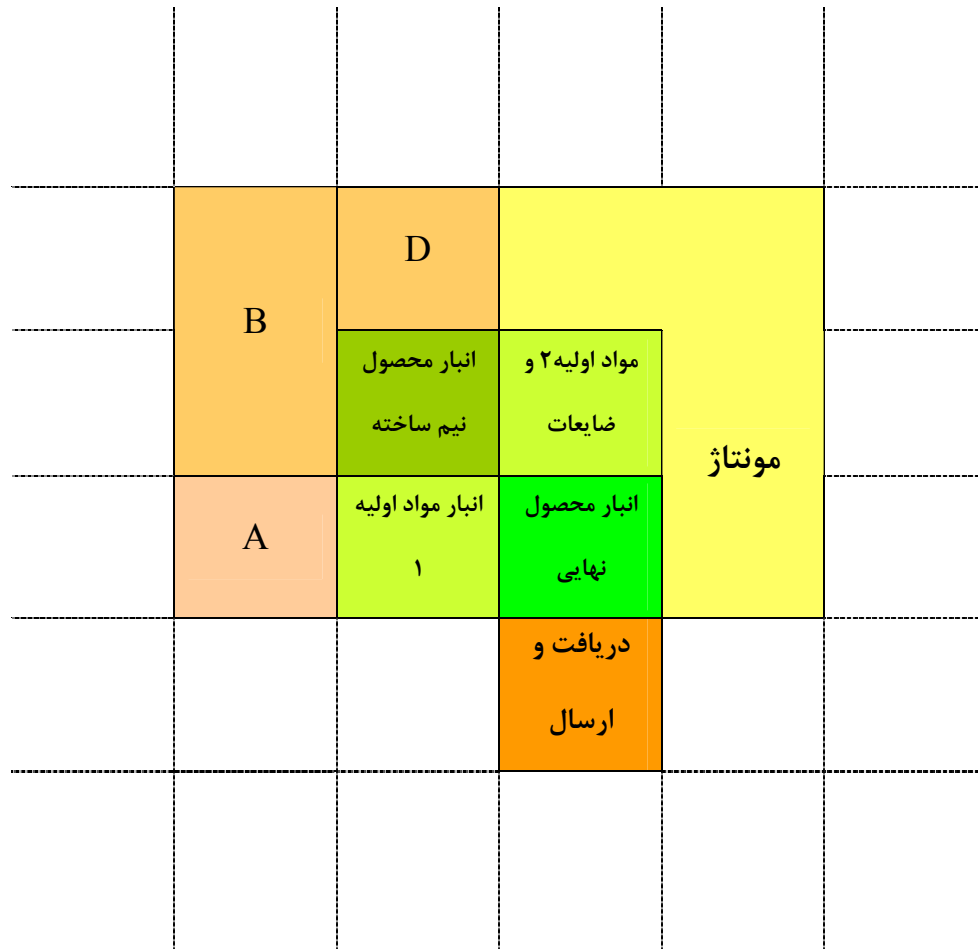 D
B
انبار محصول
نیم ساخته
مواد اولیه۲ و
ضایعات
مونتاژ
A
انبار مواد اولیه
۱
انبار محصول
نهایی
دریافت و
ارسال